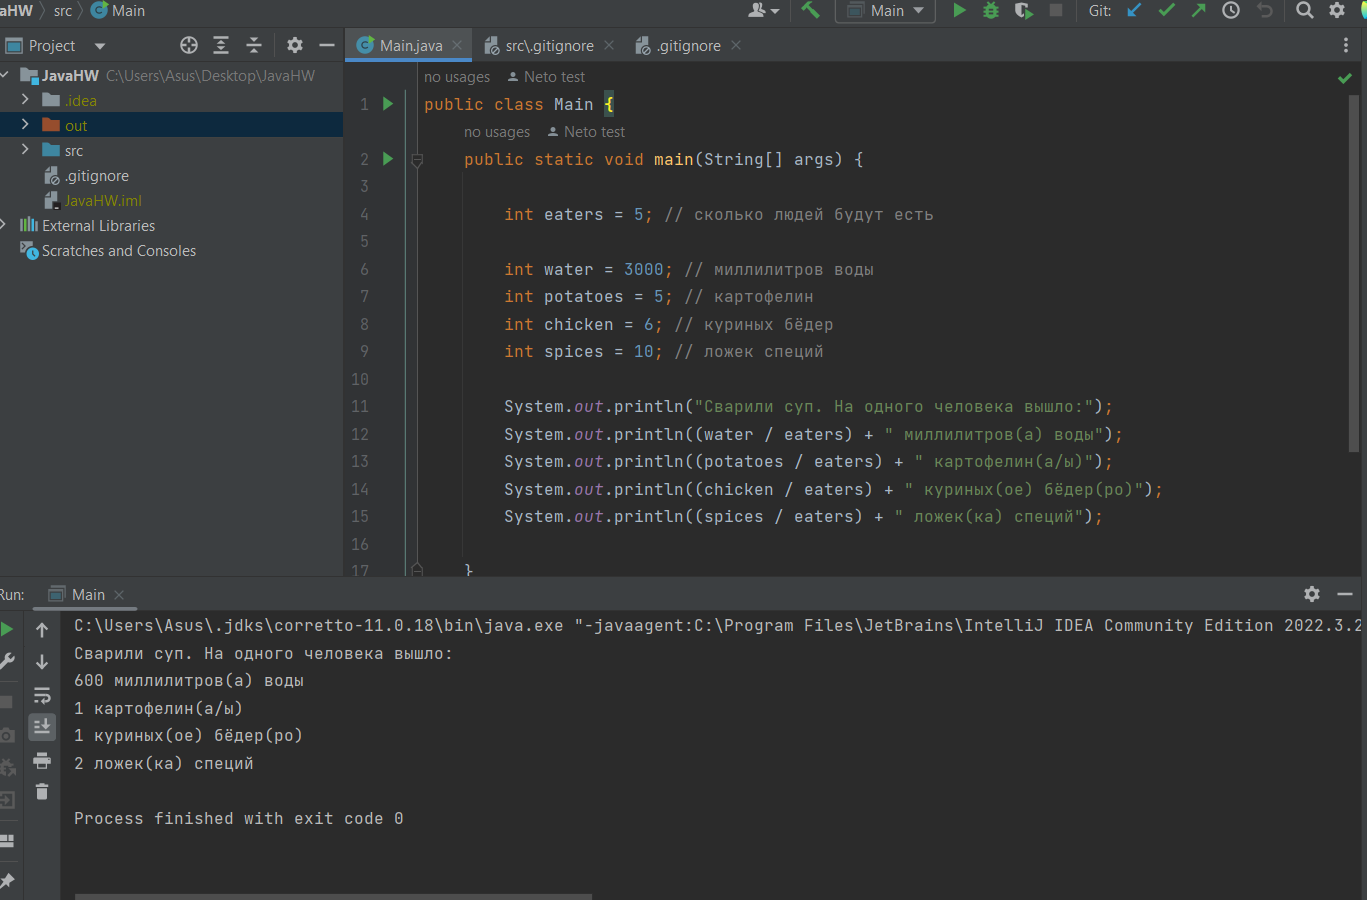 aHW src Main
Main
Git:
Project
Main.java
src\.gitignore
.gitignore
JavaHW C:\Users\Asus\Desktop\JavaHW
.idea
out
src
.gitignore
JavaHW.iml
External Libraries
Scratches and Consoles
no usages Neto test
1 public class Main {
no usages Neto test
2 public static void main(String[] args) {
3
4 int eaters = 5; // сколько людей будут есть
5
6 int water = 3000; // миллилитров воды
7 int potatoes = 5; // картофелин
8 int chicken = 6; // куриных бёдер
9 int spices = 10; // ложек специй
10
11 System.out.println("Сварили суп. На одного человека вышло:");
12 System.out.println((water / eaters) + " миллилитров(а) воды");
13 System.out.println((potatoes / eaters) + " картофелин(а/ы)");
14 System.out.println((chicken / eaters) + " куриных(ое) бёдер(ро)");
15 System.out.println((spices / eaters) + " ложек(ка) специй");
16
17 }
Run: Main
C:\Users\Asus\.jdks\corretto-11.0.18\bin\java.exe "-javaagent:C:\Program Files\JetBrains\IntelliJ IDEA Community Edition 2022.3.2
Сварили суп. На одного человека вышло:
600 миллилитров(а) воды
1 картофелин(а/ы)
1 куриных(ое) бёдер(ро)
2 ложек(ка) специй
Process finished with exit code 0